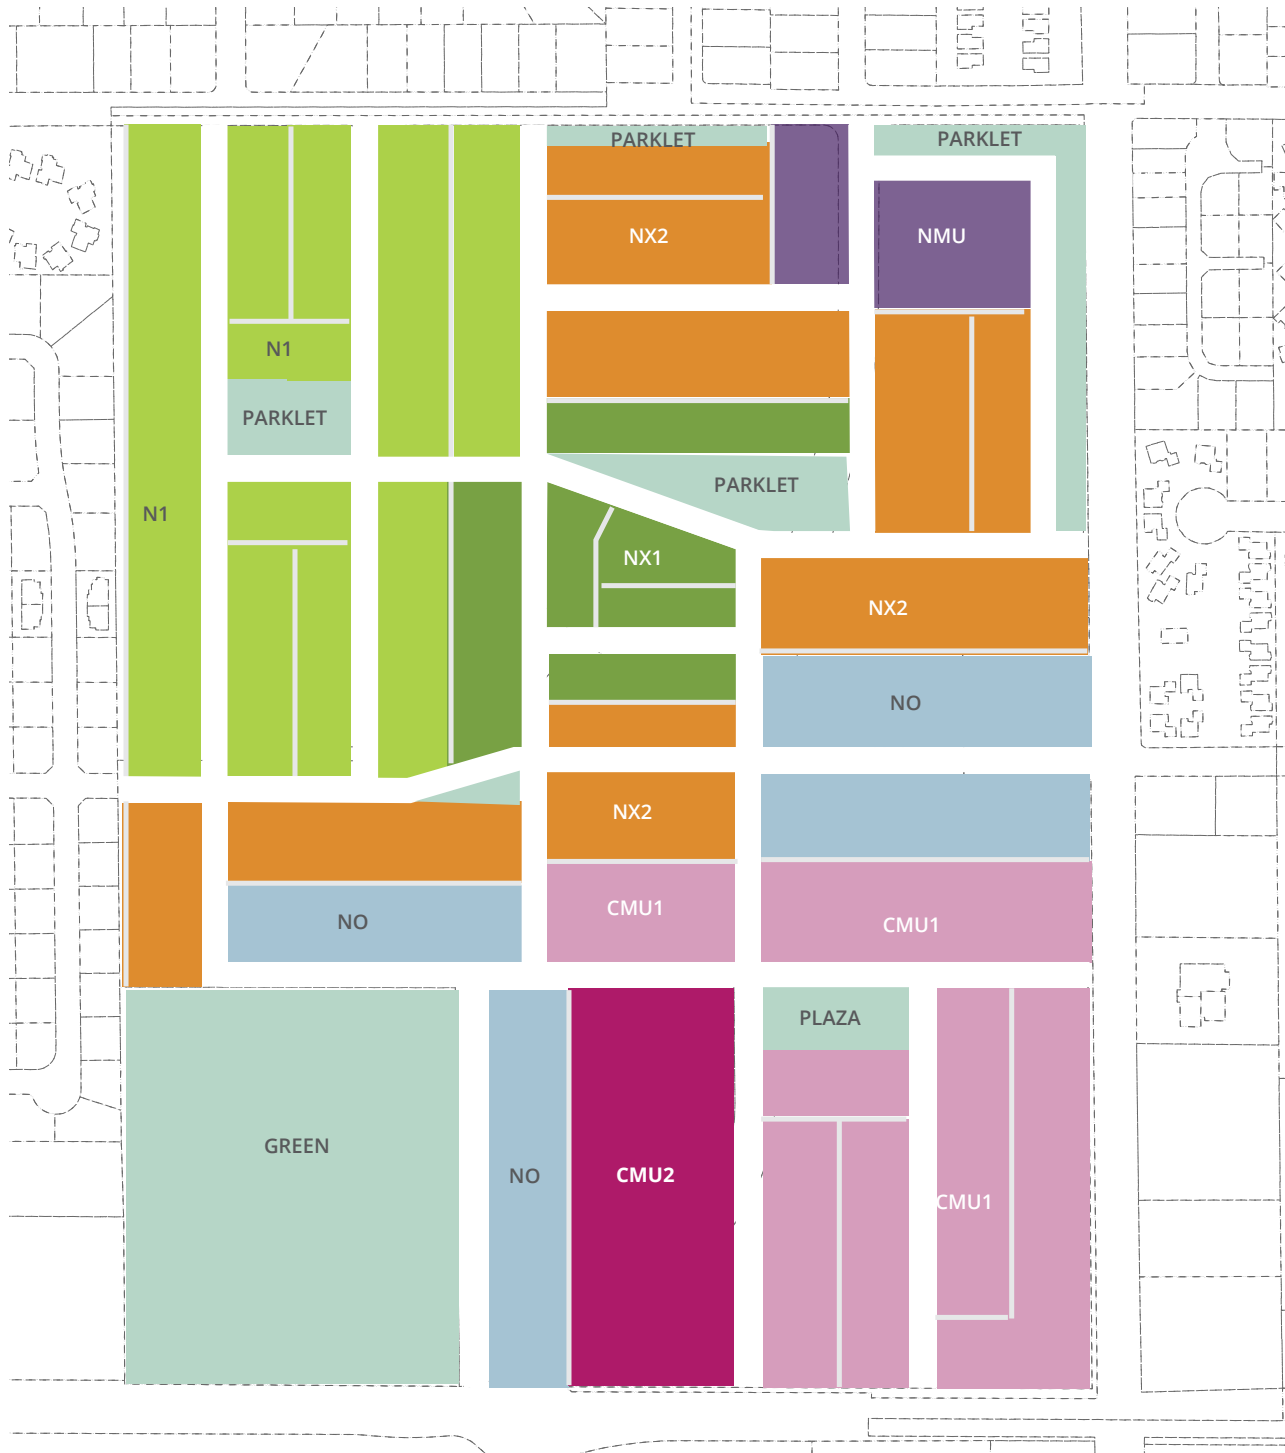 PARKLET
PARKLET
NX2
NMU
N1
PARKLET
PARKLET
N1
NX1
NX2
NO
NX2
CMU1
NO
CMU1
PLAZA
GREEN
NO
CMU2
CMU1